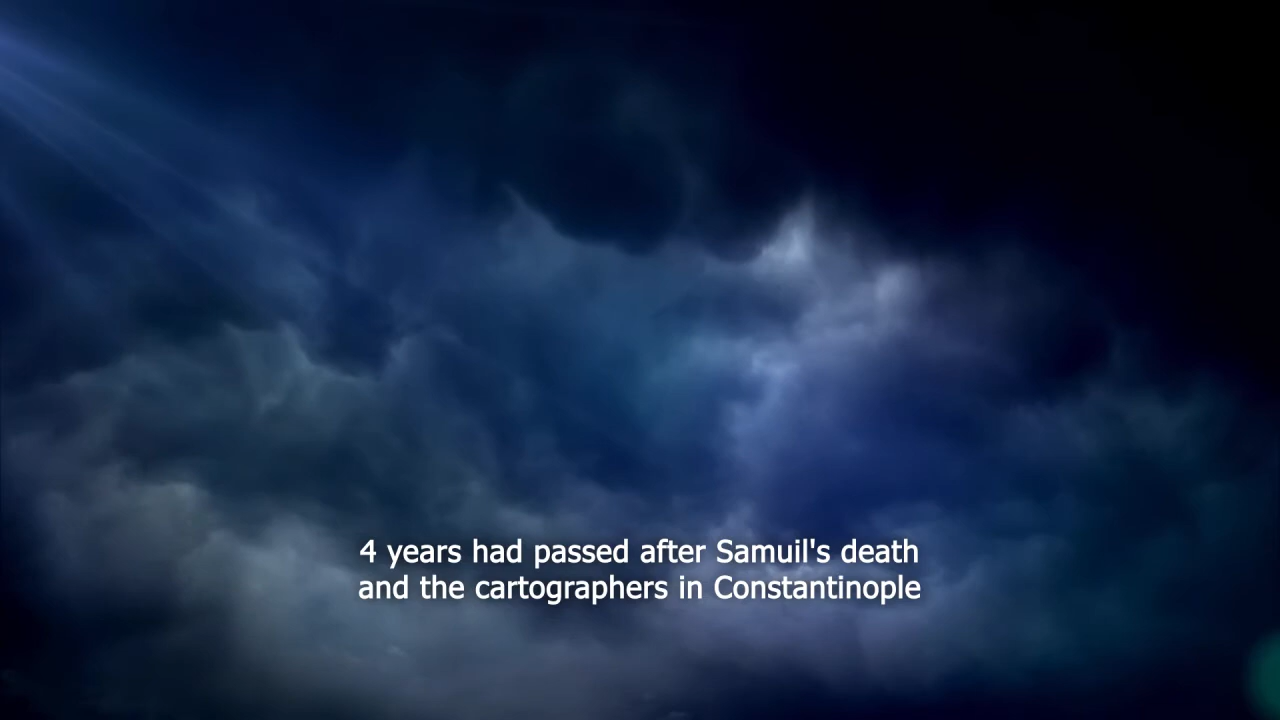 4 years had passed after Samuil's death
and the cartographers in Constantinople